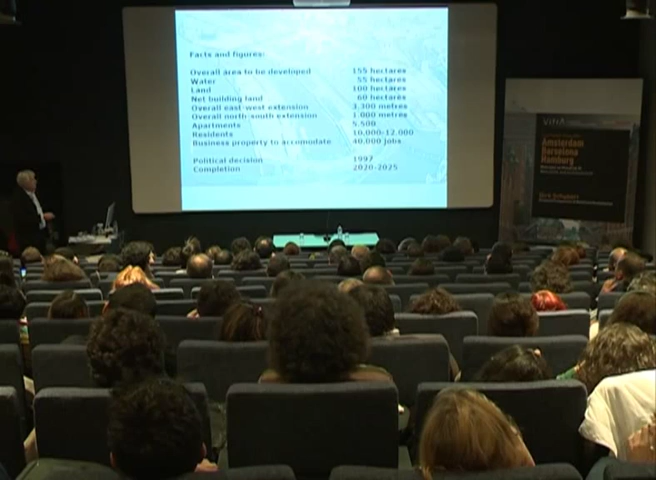 Facts and figures:
Overall area to be developed 155 hectares
Water 55 hectares
Land 100 hectares
Net building land 60 hectares
Overall east-west extension 3.300 metres
Overall north-south extension 1.000 metres
Apartments 5.500
Residents 10,000-12,000
Business property to accomodate 40,000 jobs
Political decision 1997
Completion 2020-2025
VitrA
Amsterdam
Barselona
Hamburg